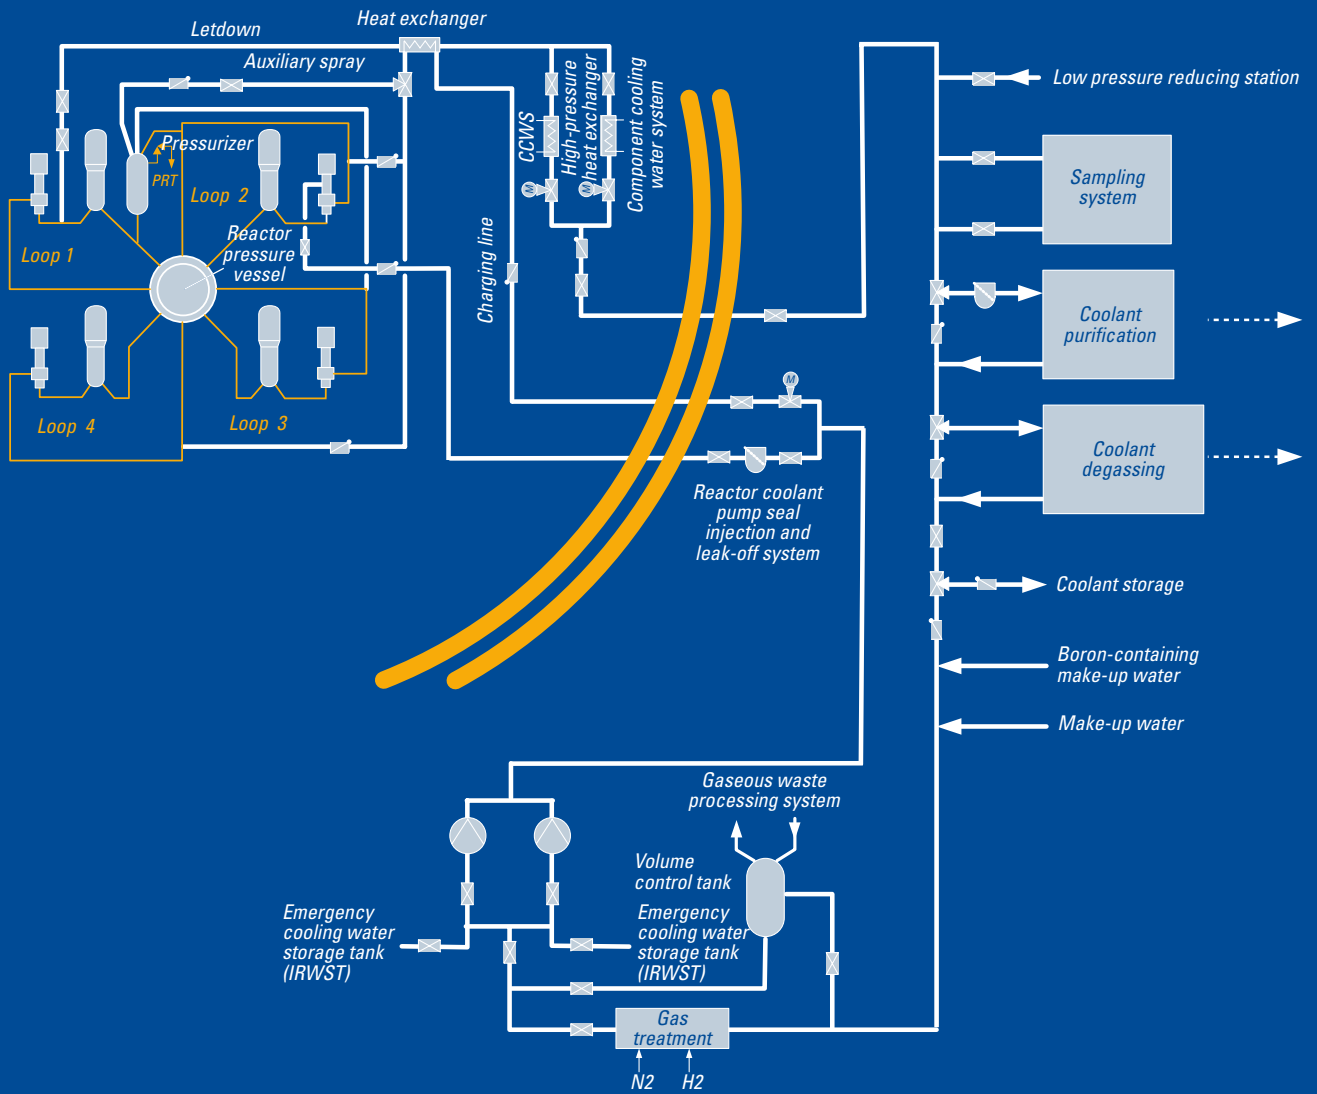 Heat exchanger
Letdown
Auxiliary spray
Pressurizer
PRT
Loop 2
Loop 1
Reactor
pressure
vessel
Loop 4
Loop 3
Charging line
CCWS
High-pressure
heat exchanger
Component cooling
water system
M
M
M
Low pressure reducing station
Sampling
system
Coolant
purification
Coolant
degassing
Reactor coolant
pump seal
injection and
leak-off system
Coolant storage
Boron-containing
make-up water
Make-up water
Gaseous waste
processing system
Volume
control tank
Emergency
cooling water
storage tank
(IRWST)
Emergency
cooling water
storage tank
(IRWST)
Gas
treatment
N2
H2